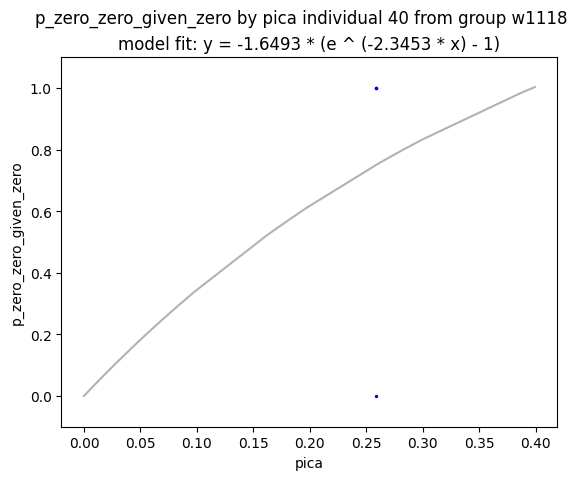 p_zero_zero_given_zero by pica individual 40 from group w1118
model fit: y = -1.6493 * (e ^ (-2.3453 * x) - 1)
1.0
0.8
0.6
0.4
0.2
0.0
p_zero_zero_given_zero
0.00 0.05 0.10 0.15 0.20 0.25 0.30 0.35 0.40
pica